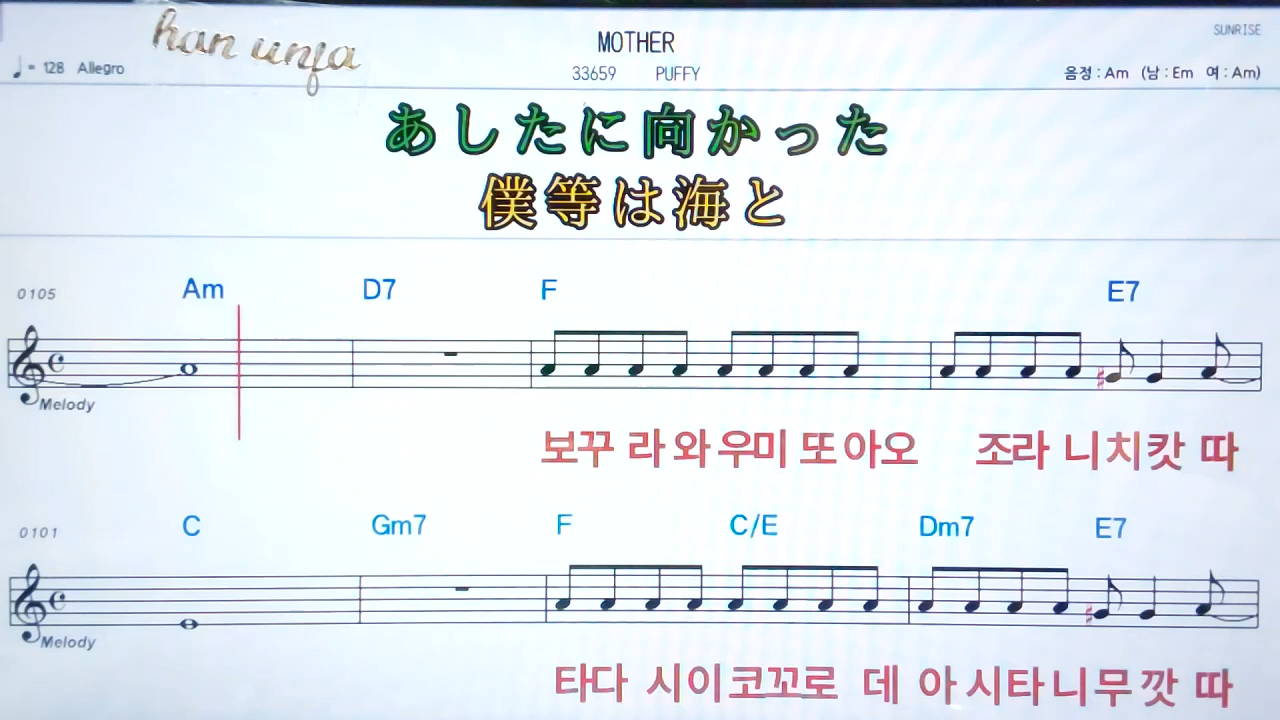 han unja
MOTHER
SUNRISE
♩= 128 Allegro
33659 PUFFY
음정 : Am (남 : Em 여 : Am)
あしたに向かった
僕等は海と
0105 Am D7 F E7
Melody
보꾸 라 와 우미 또 아오 조라 니 치 캇 따
0101 C Gm7 F C/E Dm7 E7
Melody
타다 시이 코꼬로 데 아 시타 니 무 깟 따